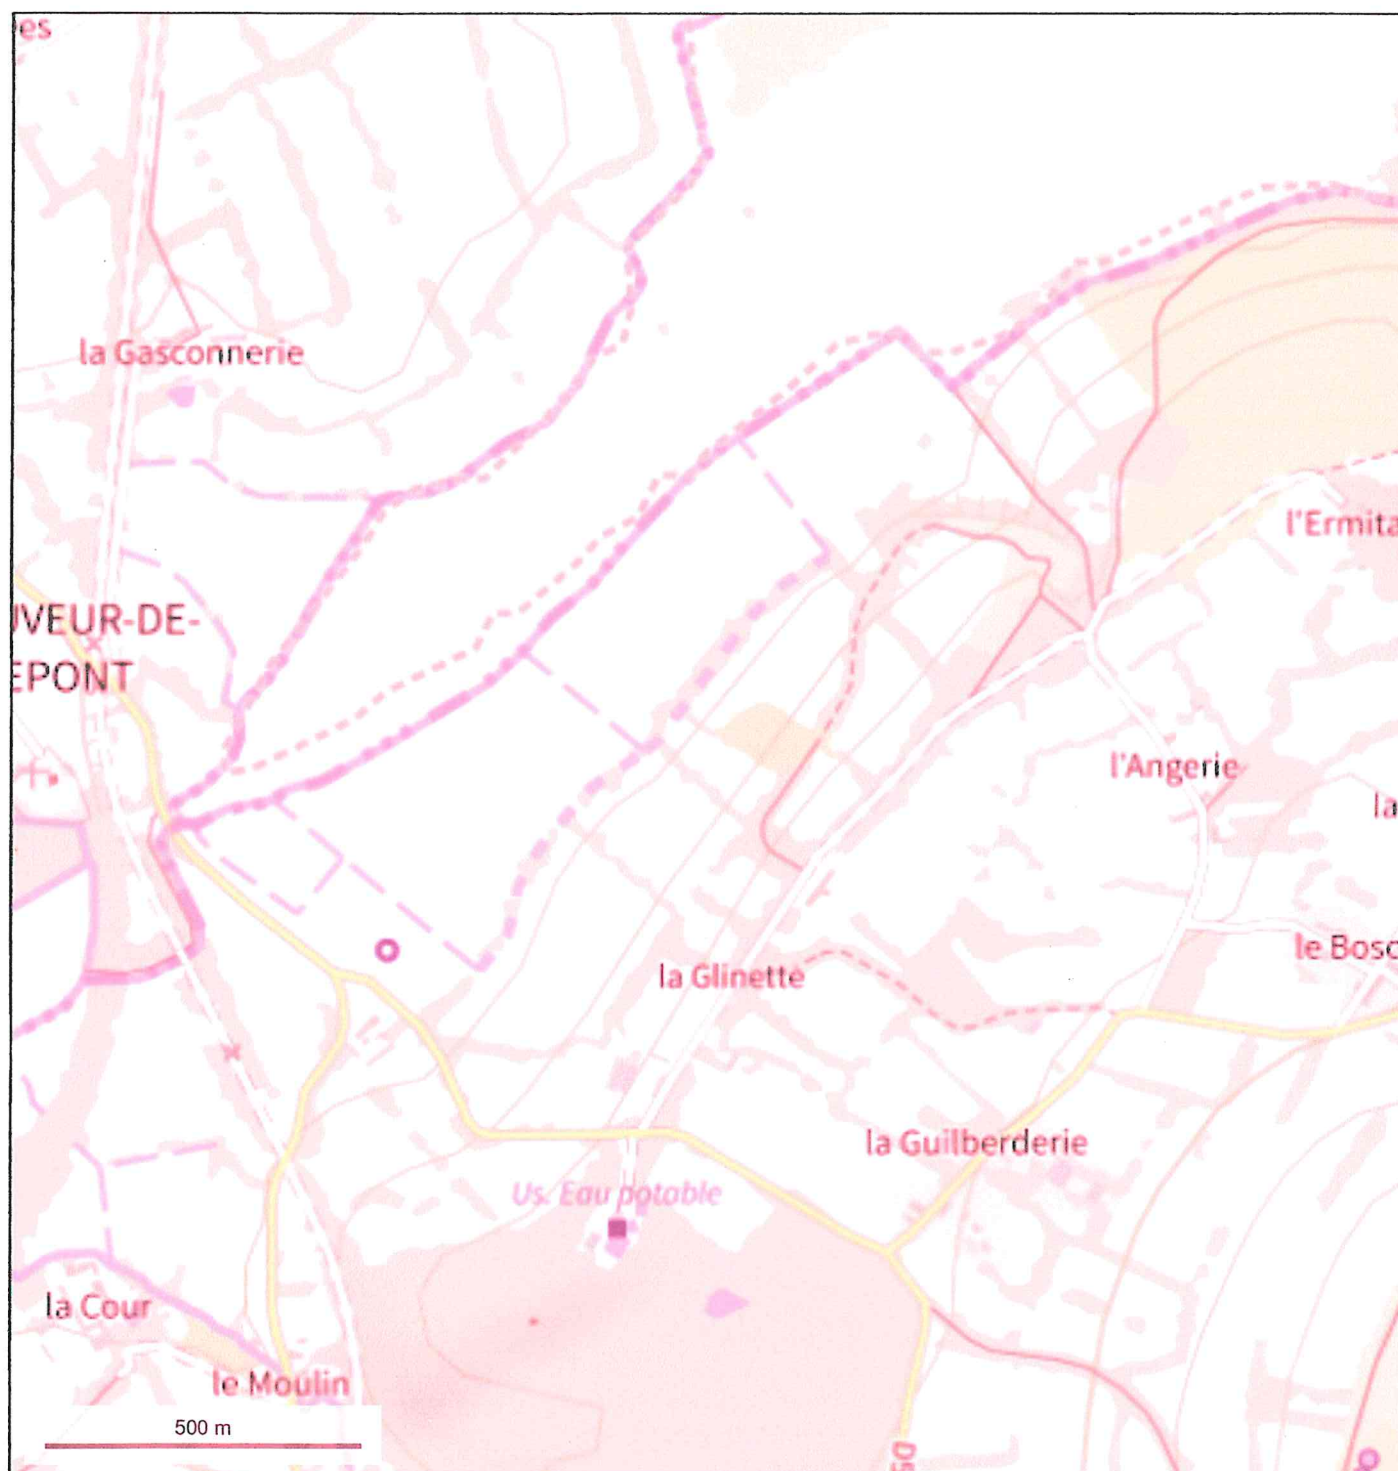 es
la Gasconnerie
l'Ermita
UVEUR-DE-
EPONT
l'Angerie
la
le Bosc
la Glinette
la Guilberderie
Us. Eau potable
la Cour
le Moulin
500 m